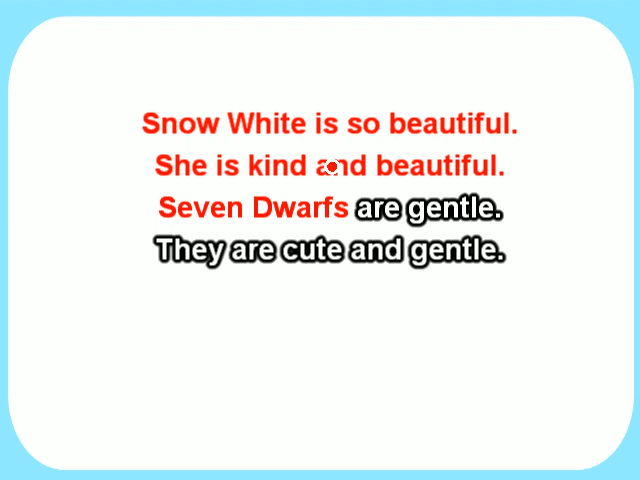 Snow White is so beautiful.
She is kind and beautiful.
Seven Dwarfs are gentle.
They are cute and gentle.